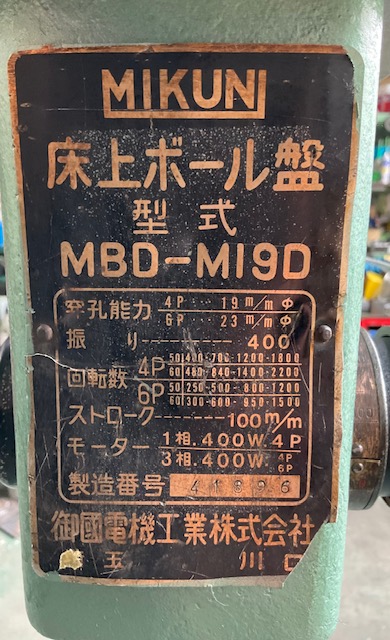 MIKUNI
床上ボール盤
型式
MBD-M19D
穿孔能力 4P ‥‥ 19m/mΦ
6P ‥‥ 23m/mΦ
振り-------- 400
回転数 4P 50 | 400-700-1200-1800
60 | 480-840-1400-2200
6P 50 | 250-500-800-1200
60 | 300-600-950-1500
ストローク-------100m/m
モーター 1相.400W.4P
3相.400W. 4P
6P
製造番号 41996
御國電機工業株式会社
玉川